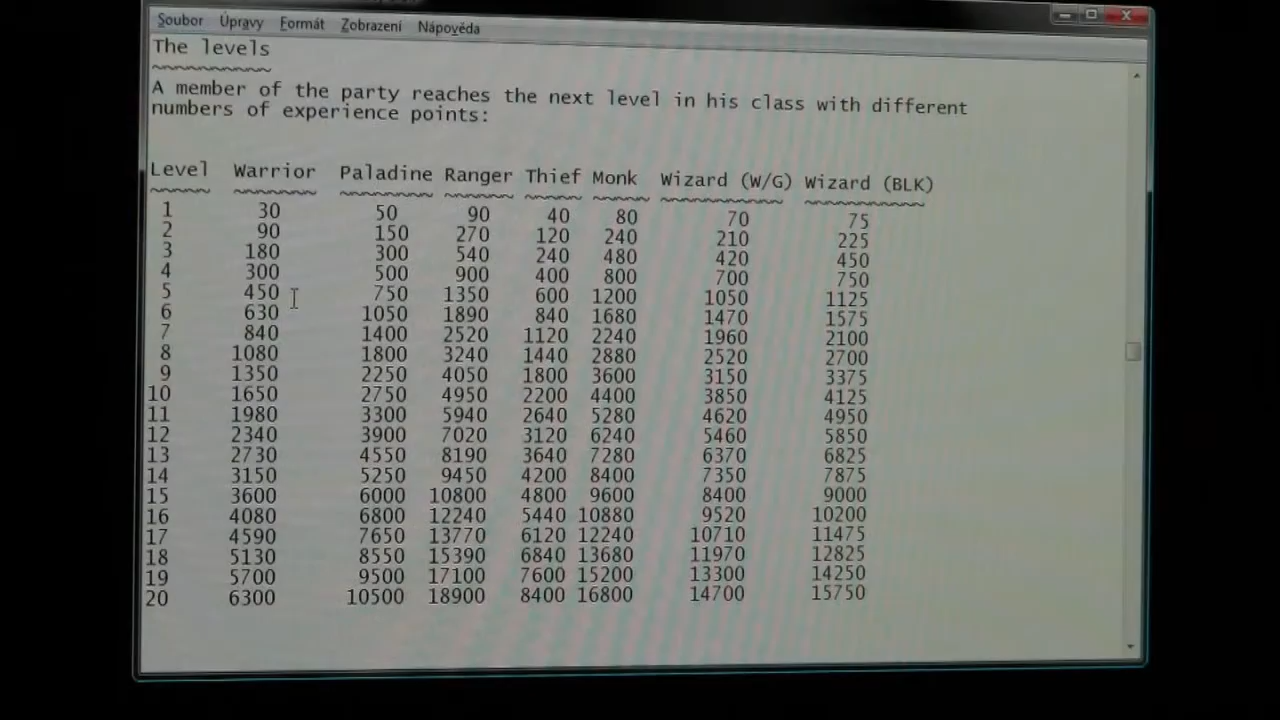 Soubor Úpravy Formát Zobrazení Nápověda
The levels
~~~~~~~~~~
A member of the party reaches the next level in his class with different
numbers of experience points:
Level Warrior Paladine Ranger Thief Monk Wizard (W/G) Wizard (BLK)
~~~~~ ~~~~~~~ ~~~~~~~~ ~~~~~~ ~~~~~ ~~~~ ~~~~~~~~~~~~ ~~~~~~~~~~~~
1 30 50 90 40 80 70 75
2 90 150 270 120 240 210 225
3 180 300 540 240 480 420 450
4 300 500 900 400 800 700 750
5 450 750 1350 600 1200 1050 1125
6 630 1050 1890 840 1680 1470 1575
7 840 1400 2520 1120 2240 1960 2100
8 1080 1800 3240 1440 2880 2520 2700
9 1350 2250 4050 1800 3600 3150 3375
10 1650 2750 4950 2200 4400 3850 4125
11 1980 3300 5940 2640 5280 4620 4950
12 2340 3900 7020 3120 6240 5460 5850
13 2730 4550 8190 3640 7280 6370 6825
14 3150 5250 9450 4200 8400 7350 7875
15 3600 6000 10800 4800 9600 8400 9000
16 4080 6800 12240 5440 10880 9520 10200
17 4590 7650 13770 6120 12240 10710 11475
18 5130 8550 15390 6840 13680 11970 12825
19 5700 9500 17100 7600 15200 13300 14250
20 6300 10500 18900 8400 16800 14700 15750